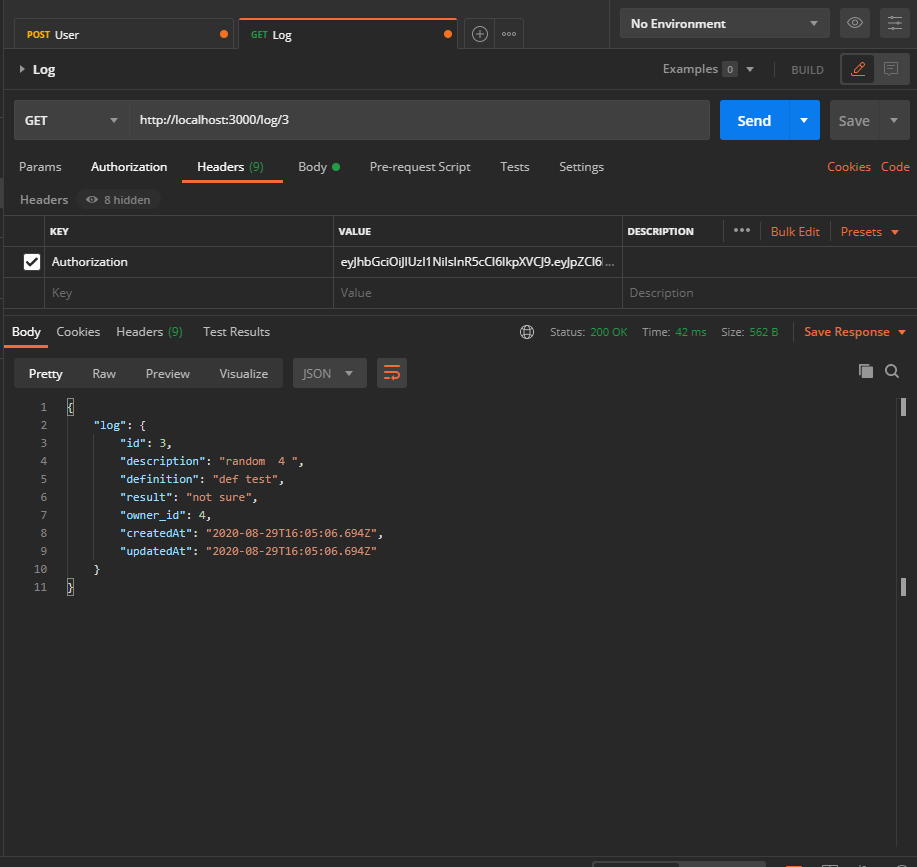 POST User GET Log No Environment
Log Examples 0 BUILD
GET http://localhost:3000/log/3 Send Save
Params Authorization Headers (9) Body Pre-request Script Tests Settings Cookies Code
Headers 8 hidden
KEY VALUE DESCRIPTION ••• Bulk Edit Presets
Authorization eyJhbGciOiJIUzI1NiIsInR5cCI6IkpXVCJ9.eyJpZCI6I...
Key Value Description
Body Cookies Headers (9) Test Results Status: 200 OK Time: 42 ms Size: 562 B Save Response
Pretty Raw Preview Visualize JSON
1 {
2 "log": {
3 "id": 3,
4 "description": "random  4 ",
5 "definition": "def test",
6 "result": "not sure",
7 "owner_id": 4,
8 "createdAt": "2020-08-29T16:05:06.694Z",
9 "updatedAt": "2020-08-29T16:05:06.694Z"
10 }
11 }